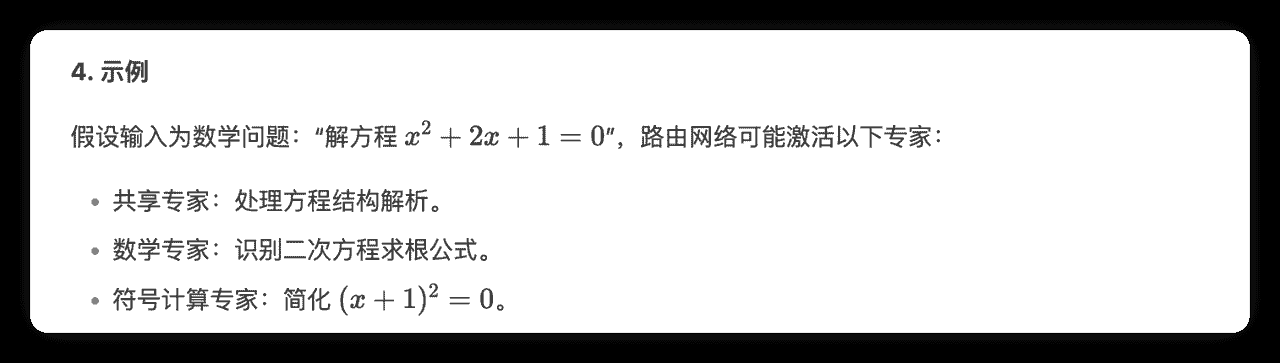 4. 示例
假设输入为数学问题：“解方程 x² + 2x + 1 = 0”，路由网络可能激活以下专家：
• 共享专家：处理方程结构解析。
• 数学专家：识别二次方程求根公式。
• 符号计算专家：简化 (x + 1)² = 0。